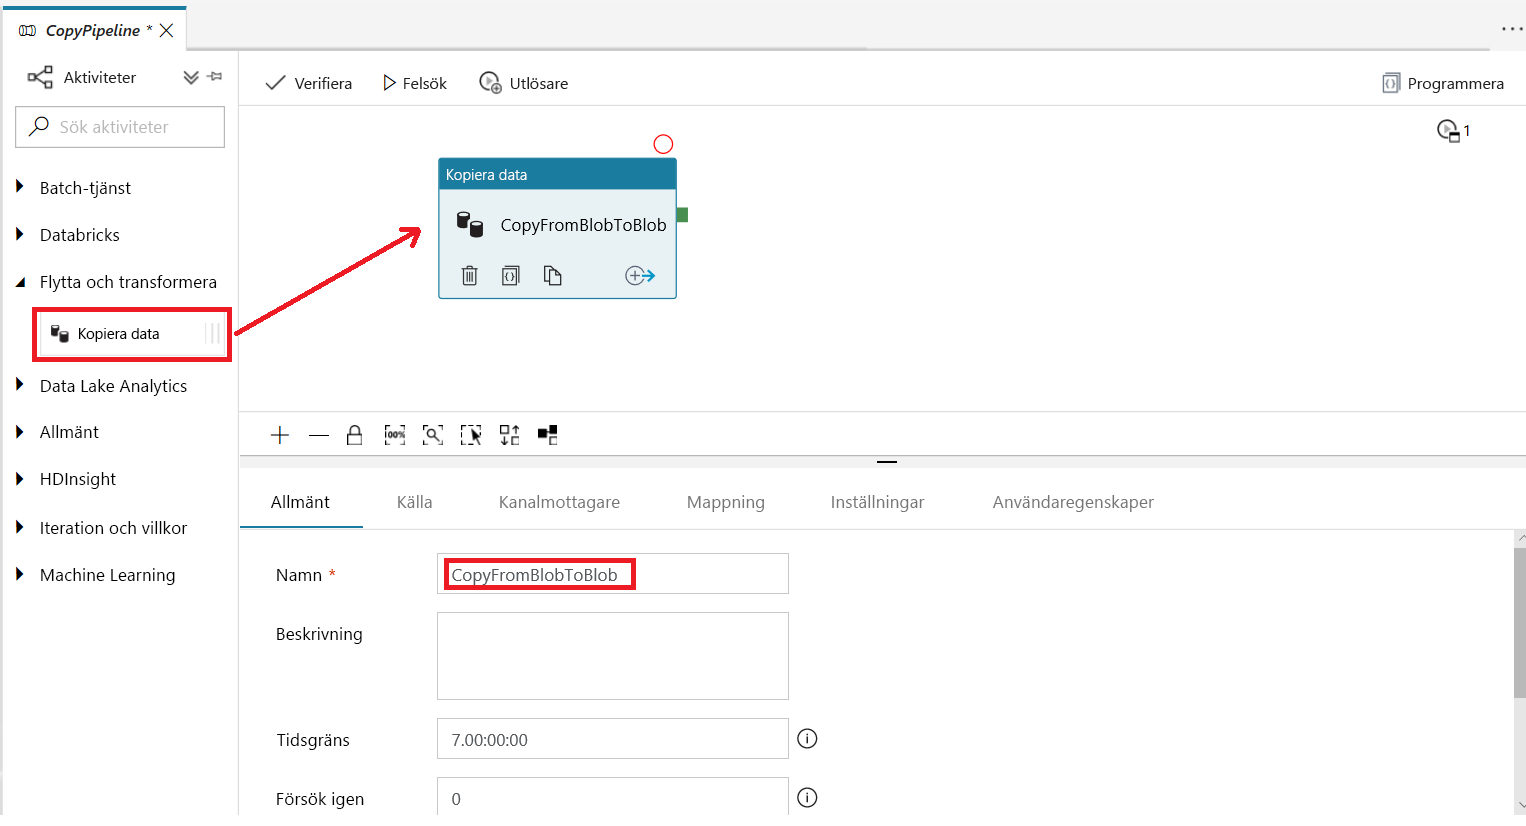 CopyPipeline *
Aktiviteter
Sök aktiviteter
Batch-tjänst
Databricks
Flytta och transformera
Kopiera data
Data Lake Analytics
Allmänt
HDInsight
Iteration och villkor
Machine Learning
Verifiera
Felsök
Utlösare
Programmera
1
Kopiera data
CopyFromBlobToBlob
100%
Allmänt
Källa
Kanalmottagare
Mappning
Inställningar
Användaregenskaper
Namn *
CopyFromBlobToBlob
Beskrivning
Tidsgräns
7.00:00:00
Försök igen
0